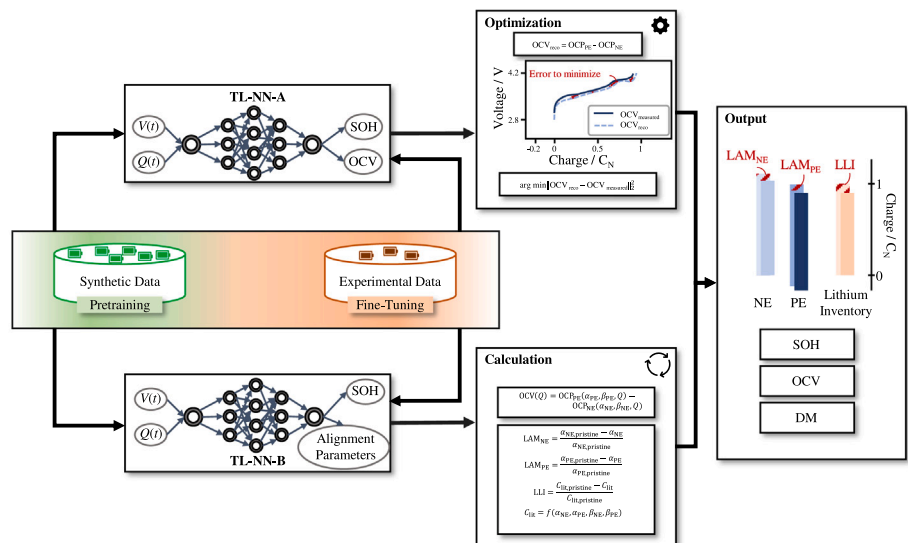 TL-NN-A
V(t)
Q(t)
SOH
OCV
Synthetic Data
Pretraining
Experimental Data
Fine-Tuning
V(t)
Q(t)
SOH
Alignment
Parameters
TL-NN-B
Optimization
OCV_reco = OCP_PE − OCP_NE
Voltage / V
4.2
2.8
Error to minimize
OCV_measured
OCV_reco
-0.2
0
0.5
1
Charge / C_N
arg min‖OCV_reco − OCV_measured‖²₂
Calculation
OCV(Q) = OCP_PE(α_PE, β_PE, Q) −
OCP_NE(α_NE, β_NE, Q)
LAM_NE = (α_NE,pristine − α_NE) / α_NE,pristine
LAM_PE = (α_PE,pristine − α_PE) / α_PE,pristine
LLI = (C_lit,pristine − C_lit) / C_lit,pristine
C_lit = f(α_NE, α_PE, β_NE, β_PE)
Output
LAM_NE
LAM_PE
LLI
1
0
Charge / C_N
NE
PE
Lithium
Inventory
SOH
OCV
DM